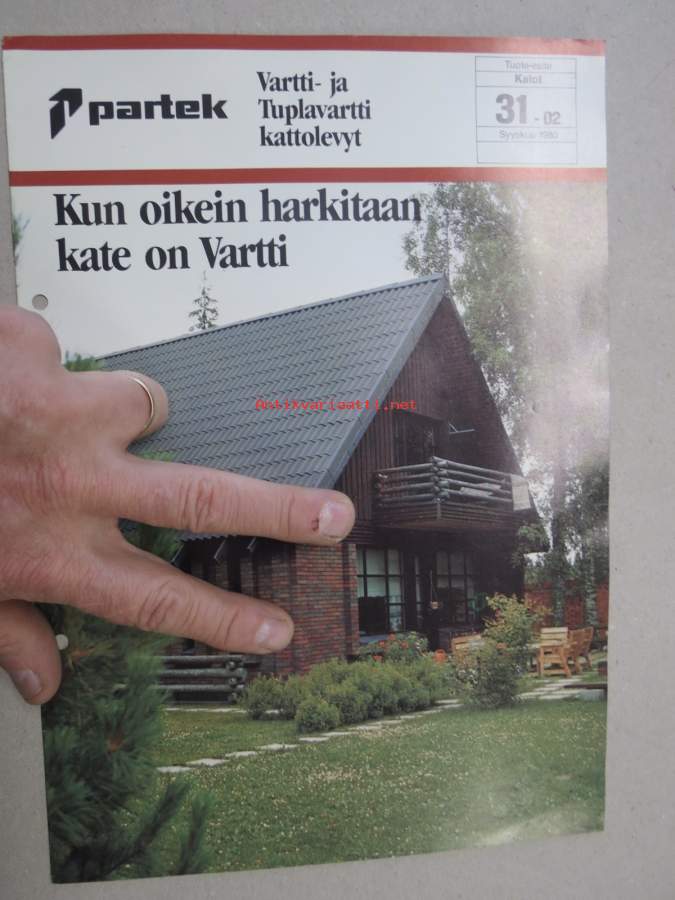 partek
Vartti- ja
Tuplavartti
kattolevyt
Tuote-esite
Katot
31 - 02
Syyskuu 1980
Kun oikein harkitaan
kate on Vartti
Antikvariaatti.net